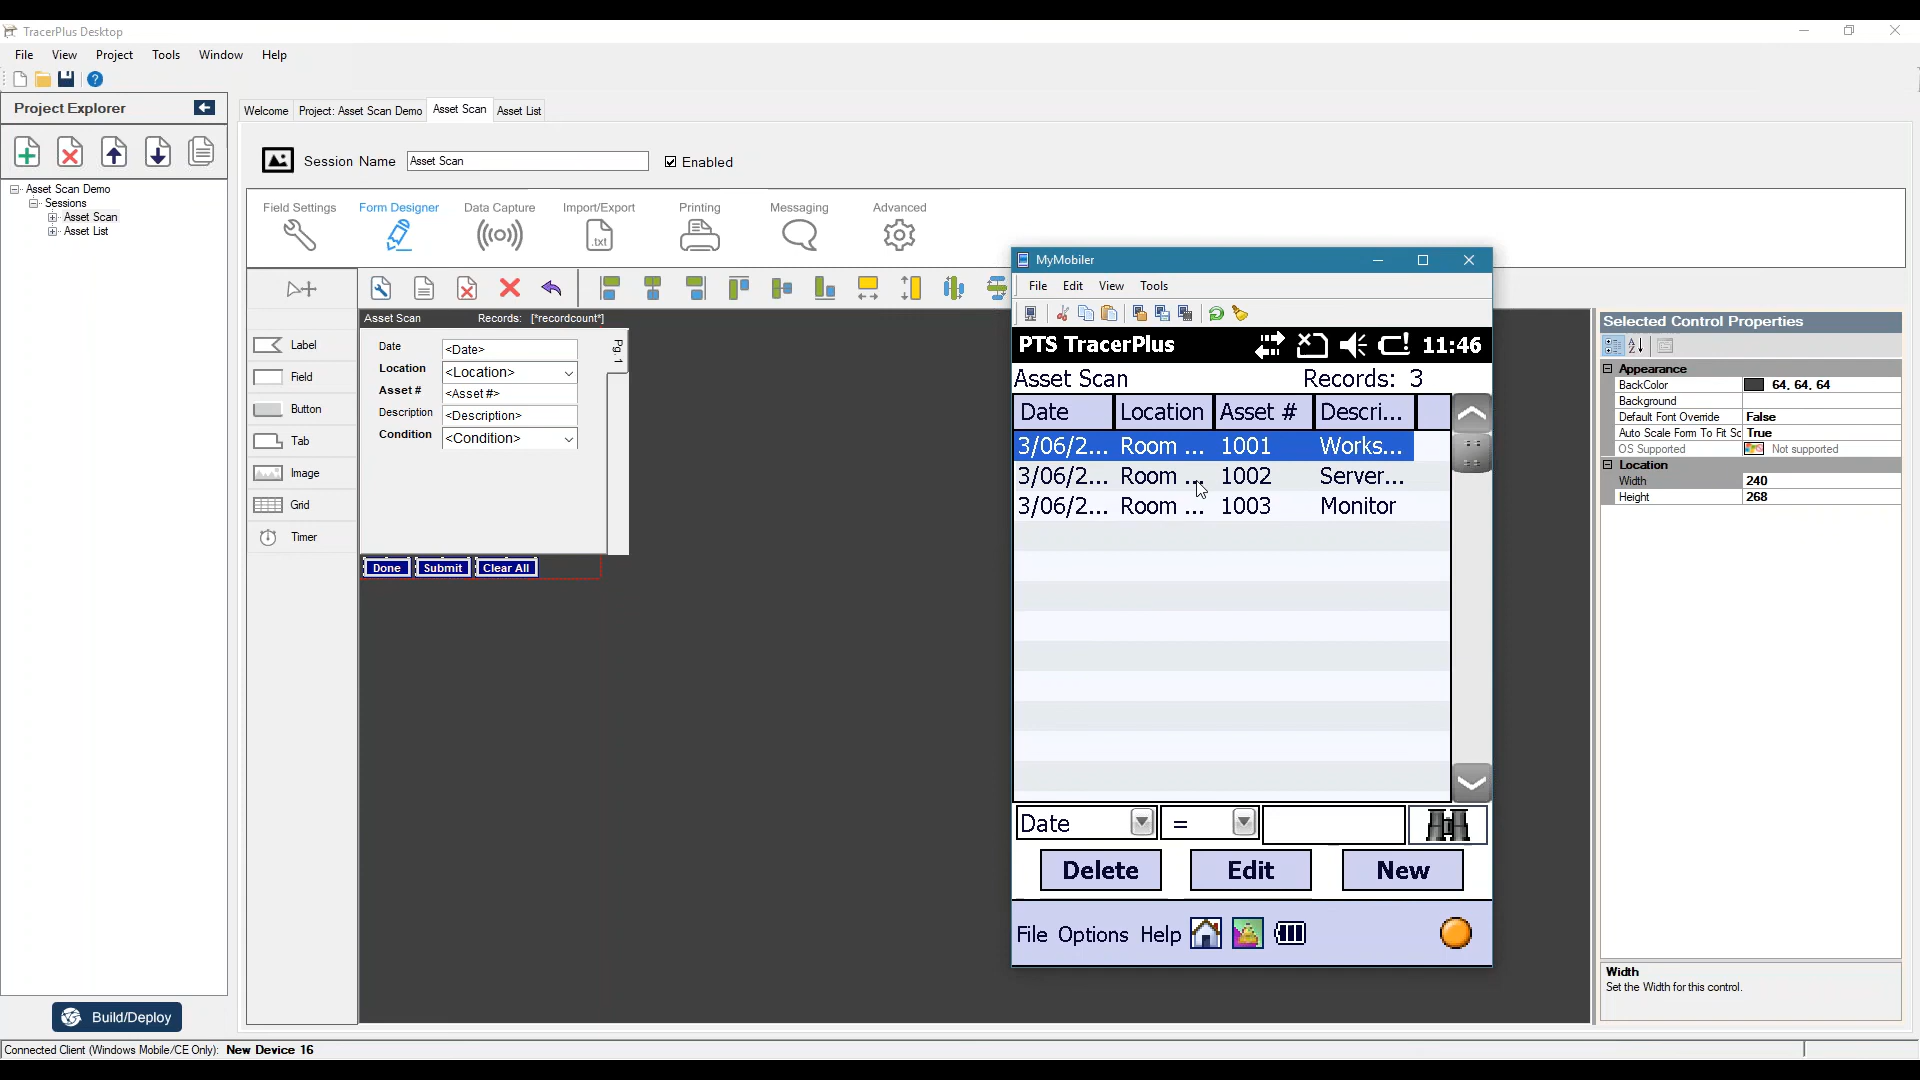 TracerPlus Desktop
File View Project Tools Window Help
Project Explorer
Asset Scan Demo
Sessions
Asset Scan
Asset List
Build/Deploy
Connected Client (Windows Mobile/CE Only): New Device 16
Welcome Project: Asset Scan Demo Asset Scan Asset List
Session Name Asset Scan Enabled
Field Settings Form Designer Data Capture Import/Export Printing Messaging Advanced
.txt
Label
Field
Button
Tab
Image
Grid
Timer
Asset Scan Records: [*recordcount*]
Pg 1
Date <Date>
Location <Location>
Asset # <Asset #>
Description <Description>
Condition <Condition>
Done Submit Clear All
MyMobiler
File Edit View Tools
PTS TracerPlus 11:46
Asset Scan Records: 3
Date Location Asset # Descri...
3/06/2... Room ... 1001 Works...
3/06/2... Room ... 1002 Server...
3/06/2... Room ... 1003 Monitor
Date =
Delete Edit New
File Options Help
Selected Control Properties
Appearance
BackColor 64, 64, 64
Background
Default Font Override False
Auto Scale Form To Fit Sc True
OS Supported Not supported
Location
Width 240
Height 268
Width
Set the Width for this control.